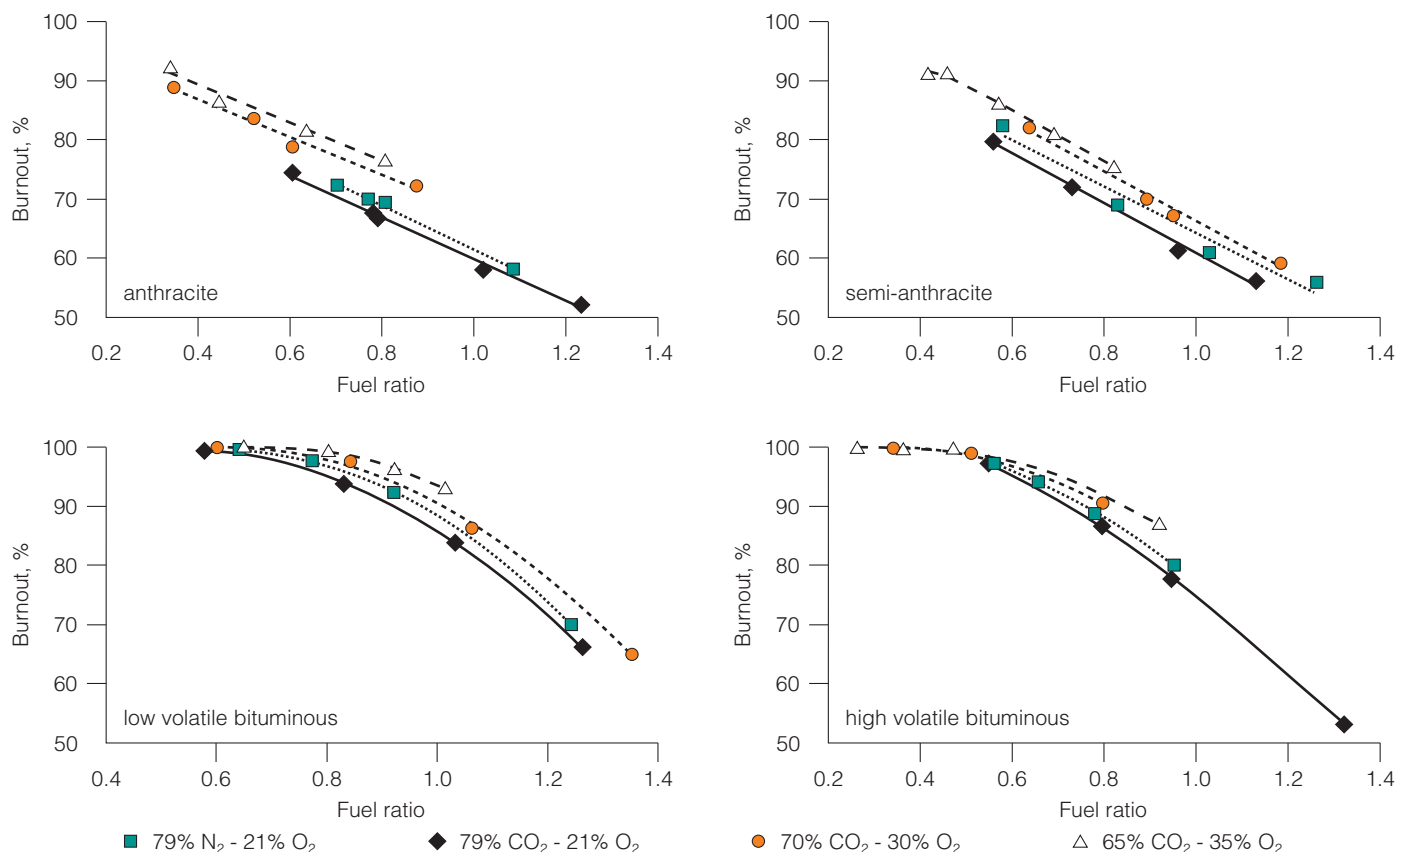 100
90
80
70
60
50
Burnout, %
anthracite
0.2 0.4 0.6 0.8 1.0 1.2 1.4
Fuel ratio
100
90
80
70
60
50
Burnout, %
semi-anthracite
0.2 0.4 0.6 0.8 1.0 1.2 1.4
Fuel ratio
100
90
80
70
60
50
Burnout, %
low volatile bituminous
0.4 0.6 0.8 1.0 1.2 1.4
Fuel ratio
100
90
80
70
60
50
Burnout, %
high volatile bituminous
0.2 0.4 0.6 0.8 1.0 1.2 1.4
Fuel ratio
79% N₂ - 21% O₂ 79% CO₂ - 21% O₂ 70% CO₂ - 30% O₂ 65% CO₂ - 35% O₂